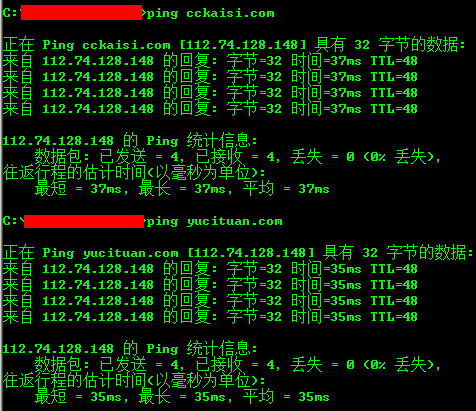 C:\>ping cckaisi.com
正在 Ping cckaisi.com [112.74.128.148] 具有 32 字节的数据:
来自 112.74.128.148 的回复: 字节=32 时间=37ms TTL=48
来自 112.74.128.148 的回复: 字节=32 时间=37ms TTL=48
来自 112.74.128.148 的回复: 字节=32 时间=37ms TTL=48
来自 112.74.128.148 的回复: 字节=32 时间=37ms TTL=48
112.74.128.148 的 Ping 统计信息:
数据包: 已发送 = 4, 已接收 = 4, 丢失 = 0 (0% 丢失),
往返行程的估计时间(以毫秒为单位):
最短 = 37ms, 最长 = 37ms, 平均 = 37ms
C:\>ping yucituan.com
正在 Ping yucituan.com [112.74.128.148] 具有 32 字节的数据:
来自 112.74.128.148 的回复: 字节=32 时间=35ms TTL=48
来自 112.74.128.148 的回复: 字节=32 时间=35ms TTL=48
来自 112.74.128.148 的回复: 字节=32 时间=35ms TTL=48
来自 112.74.128.148 的回复: 字节=32 时间=35ms TTL=48
112.74.128.148 的 Ping 统计信息:
数据包: 已发送 = 4, 已接收 = 4, 丢失 = 0 (0% 丢失),
往返行程的估计时间(以毫秒为单位):
最短 = 35ms, 最长 = 35ms, 平均 = 35ms